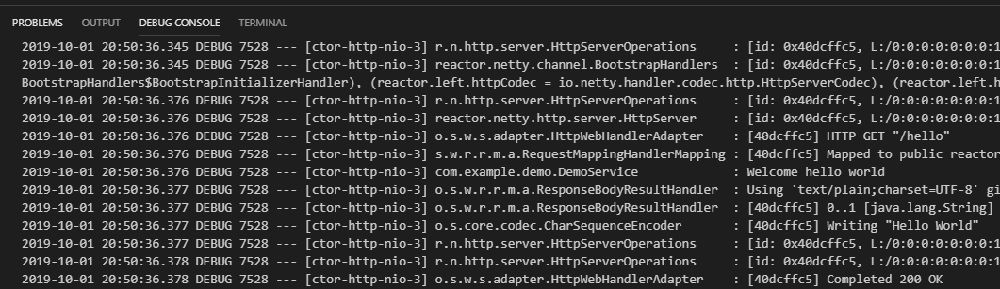 PROBLEMS OUTPUT DEBUG CONSOLE TERMINAL
2019-10-01 20:50:36.345 DEBUG 7528 --- [ctor-http-nio-3] r.n.http.server.HttpServerOperations : [id: 0x40dcffc5, L:/0:0:0:0:0:0:0:1
2019-10-01 20:50:36.345 DEBUG 7528 --- [ctor-http-nio-3] reactor.netty.channel.BootstrapHandlers : [id: 0x40dcffc5, L:/0:0:0:0:0:0:0:1
BootstrapHandlers$BootstrapInitializerHandler), (reactor.left.httpCodec = io.netty.handler.codec.http.HttpServerCodec), (reactor.left.h
2019-10-01 20:50:36.376 DEBUG 7528 --- [ctor-http-nio-3] r.n.http.server.HttpServerOperations : [id: 0x40dcffc5, L:/0:0:0:0:0:0:0:1
2019-10-01 20:50:36.376 DEBUG 7528 --- [ctor-http-nio-3] reactor.netty.http.server.HttpServer : [id: 0x40dcffc5, L:/0:0:0:0:0:0:0:1
2019-10-01 20:50:36.376 DEBUG 7528 --- [ctor-http-nio-3] o.s.w.s.adapter.HttpWebHandlerAdapter : [40dcffc5] HTTP GET "/hello"
2019-10-01 20:50:36.376 DEBUG 7528 --- [ctor-http-nio-3] s.w.r.r.m.a.RequestMappingHandlerMapping : [40dcffc5] Mapped to public reactor
2019-10-01 20:50:36.376 DEBUG 7528 --- [ctor-http-nio-3] com.example.demo.DemoService : Welcome hello world
2019-10-01 20:50:36.376 DEBUG 7528 --- [ctor-http-nio-3] o.s.w.r.r.m.a.ResponseBodyResultHandler : Using 'text/plain;charset=UTF-8' gi
2019-10-01 20:50:36.376 DEBUG 7528 --- [ctor-http-nio-3] o.s.w.r.r.m.a.ResponseBodyResultHandler : [40dcffc5] 0..1 [java.lang.String]
2019-10-01 20:50:36.377 DEBUG 7528 --- [ctor-http-nio-3] o.s.core.codec.CharSequenceEncoder : [40dcffc5] Writing "Hello World"
2019-10-01 20:50:36.377 DEBUG 7528 --- [ctor-http-nio-3] r.n.http.server.HttpServerOperations : [id: 0x40dcffc5, L:/0:0:0:0:0:0:0:1
2019-10-01 20:50:36.378 DEBUG 7528 --- [ctor-http-nio-3] r.n.http.server.HttpServerOperations : [id: 0x40dcffc5, L:/0:0:0:0:0:0:0:1
2019-10-01 20:50:36.378 DEBUG 7528 --- [ctor-http-nio-3] o.s.w.s.adapter.HttpWebHandlerAdapter : [40dcffc5] Completed 200 OK